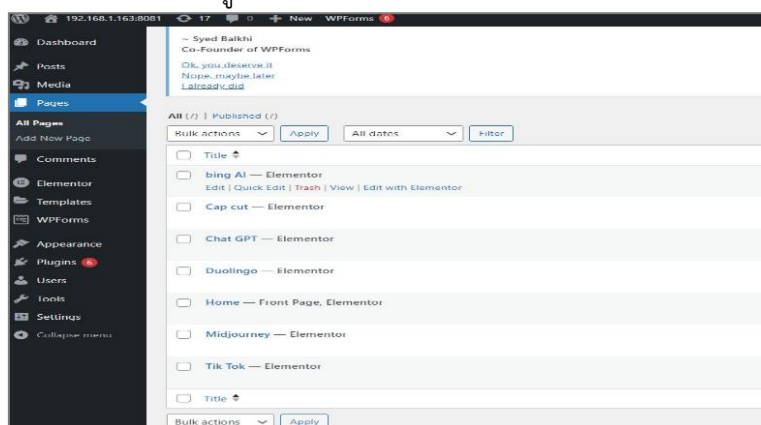 192.168.1.163:8081 17 0 New WPForms 6
Dashboard
Posts
Media
Pages
All Pages
Add New Page
Comments
Elementor
Templates
WPForms
Appearance
Plugins 6
Users
Tools
Settings
Collapse menu
~ Syed Balkhi
Co-Founder of WPForms
Ok, you deserve it
Nope, maybe later
I already did
All (7) | Published (7)
Bulk actions Apply All dates Filter
Title
bing AI — Elementor
Edit | Quick Edit | Trash | View | Edit with Elementor
Cap cut — Elementor
Chat GPT — Elementor
Duolingo — Elementor
Home — Front Page, Elementor
Midjourney — Elementor
Tik Tok — Elementor
Title
Bulk actions Apply